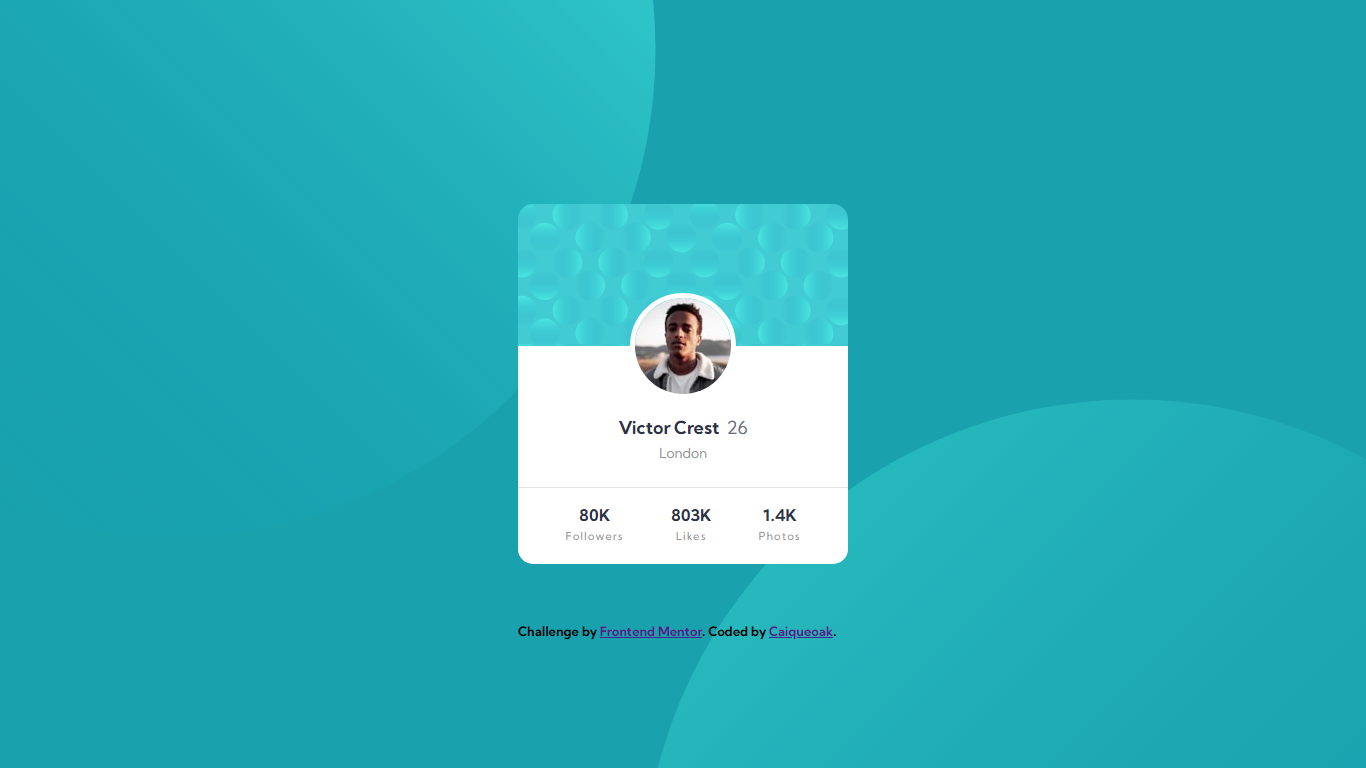 Victor Crest 26
London
80K 803K 1.4K
Followers Likes Photos
Challenge by Frontend Mentor. Coded by Caiqueoak.